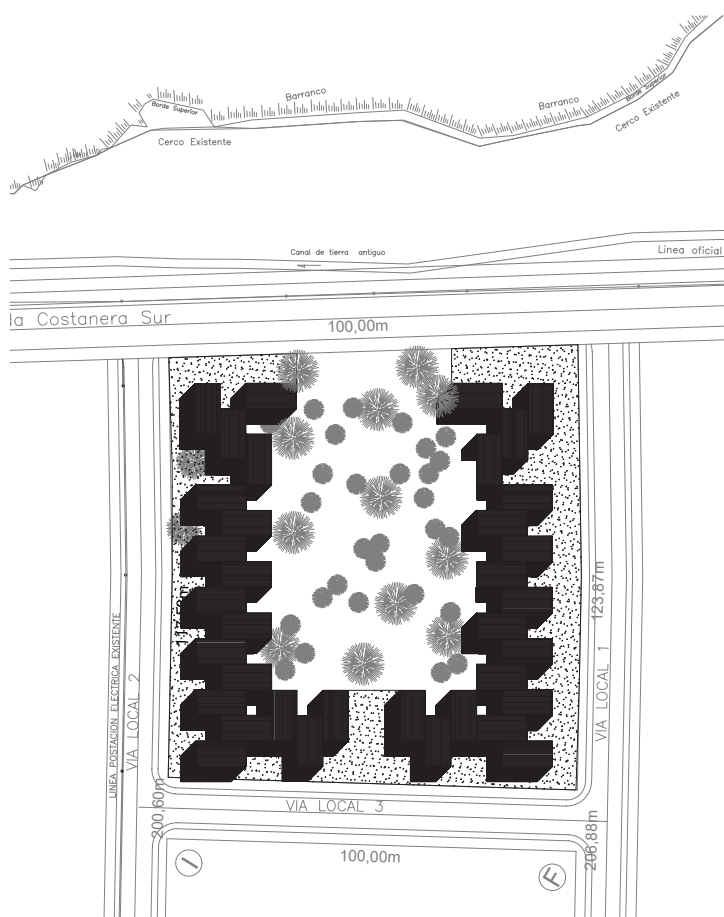 Barranco
Borde Superior
Barranco
Borde Superior
Cerco Existente
Cerco Existente
Canal de tierra antiguo
Linea oficial
la Costanera Sur
100,00m
123,87m
LINEA POSTACION ELECTRICA EXISTENTE
VIA LOCAL 2
VIA LOCAL 1
VIA LOCAL 3
200,60m
206,88m
100,00m
I
F